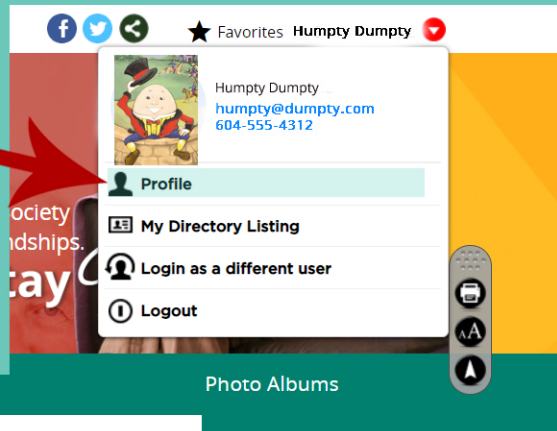 Favorites Humpty Dumpty
Humpty Dumpty
humpty@dumpty.com
604-555-4312
Profile
ociety
My Directory Listing
ndships.
Login as a different user
tay
Logout
AA
Photo Albums